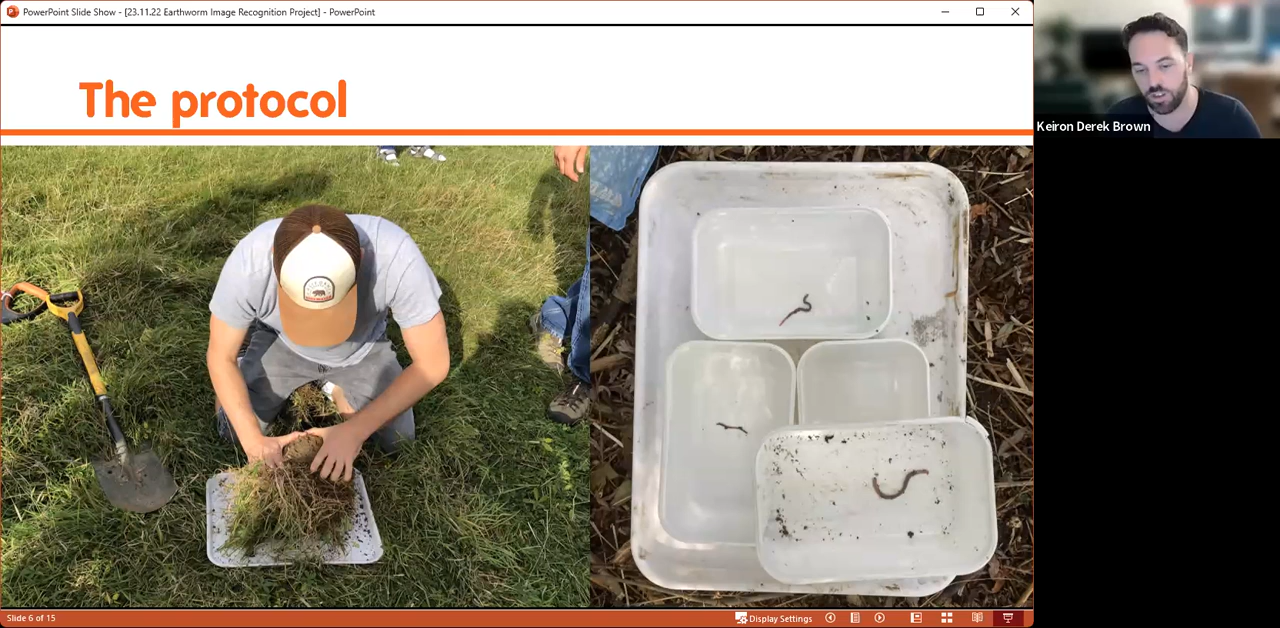 PowerPoint Slide Show - [23.11.22 Earthworm Image Recognition Project] - PowerPoint
The protocol
Keiron Derek Brown
Slide 6 of 15
Display Settings